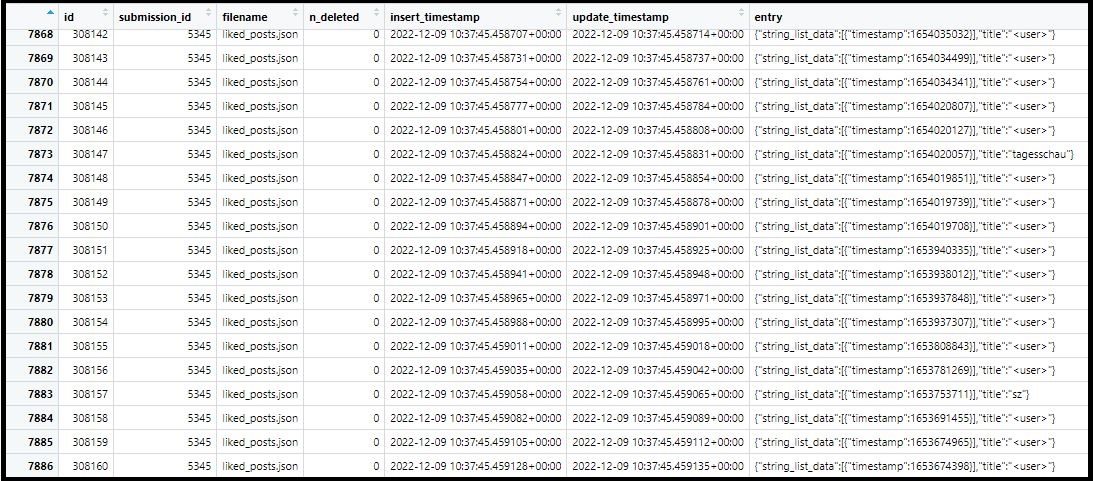 id submission_id filename n_deleted insert_timestamp update_timestamp entry
7868 308142 5345 liked_posts.json 0 2022-12-09 10:37:45.458707+00:00 2022-12-09 10:37:45.458714+00:00 {"string_list_data":[{"timestamp":1654035032}],"title":"<user>"}
7869 308143 5345 liked_posts.json 0 2022-12-09 10:37:45.458731+00:00 2022-12-09 10:37:45.458737+00:00 {"string_list_data":[{"timestamp":1654034499}],"title":"<user>"}
7870 308144 5345 liked_posts.json 0 2022-12-09 10:37:45.458754+00:00 2022-12-09 10:37:45.458761+00:00 {"string_list_data":[{"timestamp":1654034341}],"title":"<user>"}
7871 308145 5345 liked_posts.json 0 2022-12-09 10:37:45.458777+00:00 2022-12-09 10:37:45.458784+00:00 {"string_list_data":[{"timestamp":1654020807}],"title":"<user>"}
7872 308146 5345 liked_posts.json 0 2022-12-09 10:37:45.458801+00:00 2022-12-09 10:37:45.458808+00:00 {"string_list_data":[{"timestamp":1654020127}],"title":"<user>"}
7873 308147 5345 liked_posts.json 0 2022-12-09 10:37:45.458824+00:00 2022-12-09 10:37:45.458831+00:00 {"string_list_data":[{"timestamp":1654020057}],"title":"tagesschau"}
7874 308148 5345 liked_posts.json 0 2022-12-09 10:37:45.458847+00:00 2022-12-09 10:37:45.458854+00:00 {"string_list_data":[{"timestamp":1654019851}],"title":"<user>"}
7875 308149 5345 liked_posts.json 0 2022-12-09 10:37:45.458871+00:00 2022-12-09 10:37:45.458878+00:00 {"string_list_data":[{"timestamp":1654019739}],"title":"<user>"}
7876 308150 5345 liked_posts.json 0 2022-12-09 10:37:45.458894+00:00 2022-12-09 10:37:45.458901+00:00 {"string_list_data":[{"timestamp":1654019708}],"title":"<user>"}
7877 308151 5345 liked_posts.json 0 2022-12-09 10:37:45.458918+00:00 2022-12-09 10:37:45.458925+00:00 {"string_list_data":[{"timestamp":1653940335}],"title":"<user>"}
7878 308152 5345 liked_posts.json 0 2022-12-09 10:37:45.458941+00:00 2022-12-09 10:37:45.458948+00:00 {"string_list_data":[{"timestamp":1653938012}],"title":"<user>"}
7879 308153 5345 liked_posts.json 0 2022-12-09 10:37:45.458965+00:00 2022-12-09 10:37:45.458971+00:00 {"string_list_data":[{"timestamp":1653937848}],"title":"<user>"}
7880 308154 5345 liked_posts.json 0 2022-12-09 10:37:45.458988+00:00 2022-12-09 10:37:45.458995+00:00 {"string_list_data":[{"timestamp":1653937307}],"title":"<user>"}
7881 308155 5345 liked_posts.json 0 2022-12-09 10:37:45.459011+00:00 2022-12-09 10:37:45.459018+00:00 {"string_list_data":[{"timestamp":1653808843}],"title":"<user>"}
7882 308156 5345 liked_posts.json 0 2022-12-09 10:37:45.459035+00:00 2022-12-09 10:37:45.459042+00:00 {"string_list_data":[{"timestamp":1653781269}],"title":"<user>"}
7883 308157 5345 liked_posts.json 0 2022-12-09 10:37:45.459058+00:00 2022-12-09 10:37:45.459065+00:00 {"string_list_data":[{"timestamp":1653753711}],"title":"sz"}
7884 308158 5345 liked_posts.json 0 2022-12-09 10:37:45.459082+00:00 2022-12-09 10:37:45.459089+00:00 {"string_list_data":[{"timestamp":1653691455}],"title":"<user>"}
7885 308159 5345 liked_posts.json 0 2022-12-09 10:37:45.459105+00:00 2022-12-09 10:37:45.459112+00:00 {"string_list_data":[{"timestamp":1653674965}],"title":"<user>"}
7886 308160 5345 liked_posts.json 0 2022-12-09 10:37:45.459128+00:00 2022-12-09 10:37:45.459135+00:00 {"string_list_data":[{"timestamp":1653674398}],"title":"<user>"}